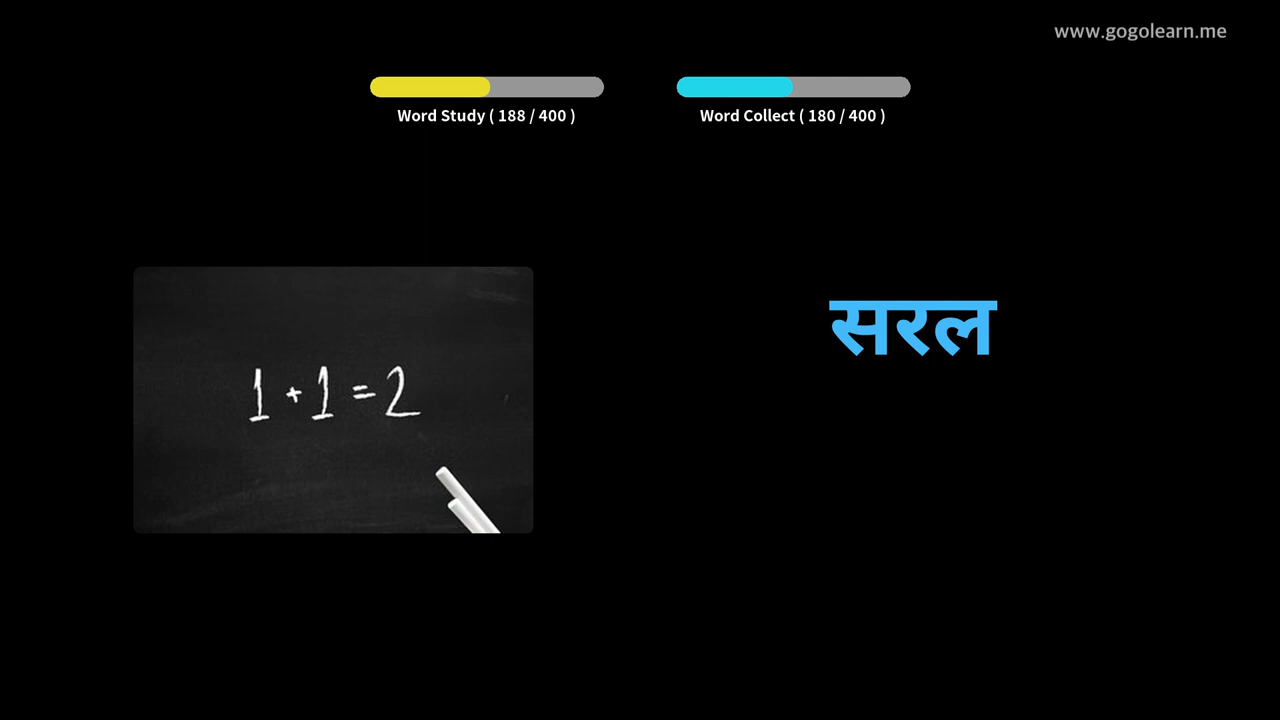 www.gogolearn.me
Word Study ( 188 / 400 )
Word Collect ( 180 / 400 )
1 + 1 = 2
सरल